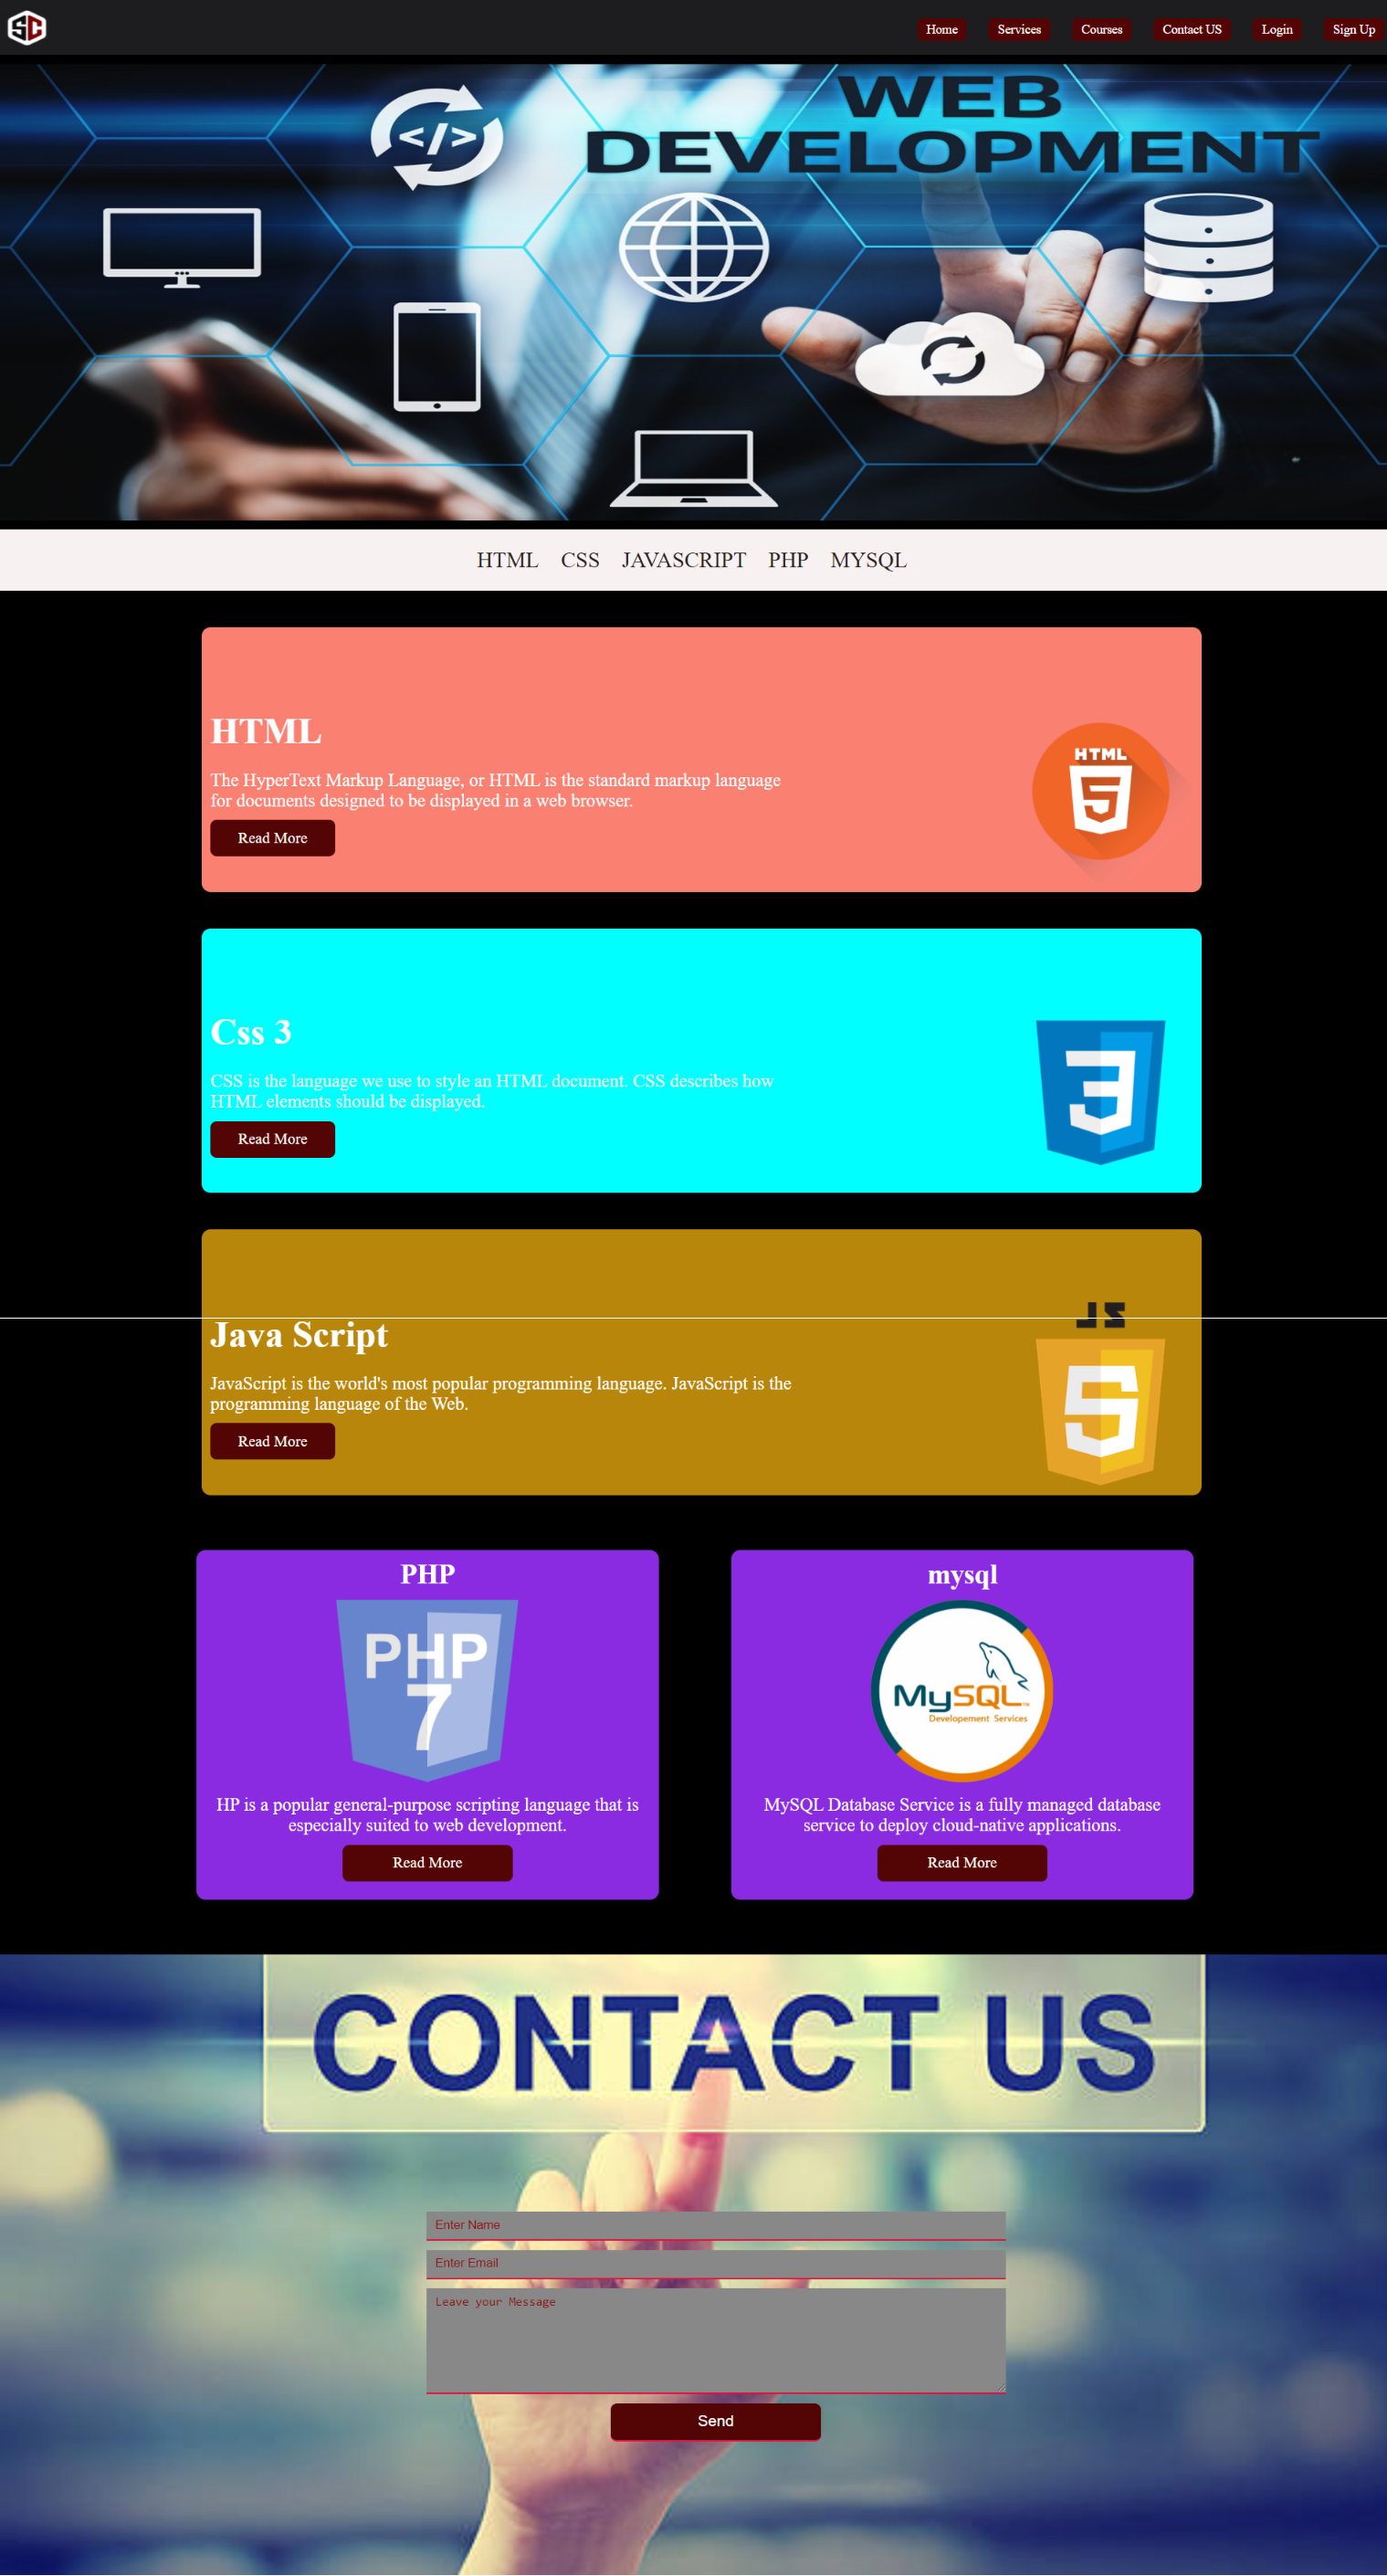 SC
Home Services Courses Contact US Login Sign Up
WEB
DEVELOPMENT
</>
HTML CSS JAVASCRIPT PHP MYSQL
HTML
The HyperText Markup Language, or HTML is the standard markup language
for documents designed to be displayed in a web browser.
Read More
HTML
5
Css 3
CSS is the language we use to style an HTML document. CSS describes how
HTML elements should be displayed.
Read More
3
Java Script
JavaScript is the world's most popular programming language. JavaScript is the
programming language of the Web.
Read More
JS
5
PHP
PHP
7
HP is a popular general-purpose scripting language that is
especially suited to web development.
Read More
mysql
MySQL™
Developement Services
MySQL Database Service is a fully managed database
service to deploy cloud-native applications.
Read More
CONTACT US
Enter Name
Enter Email
Leave your Message
Send